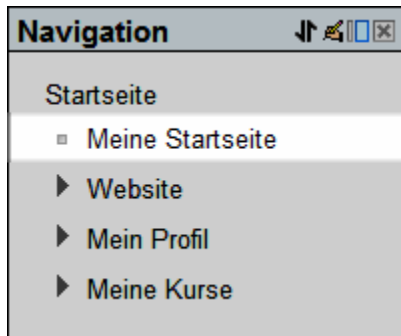 Navigation
Startseite
Meine Startseite
Website
Mein Profil
Meine Kurse